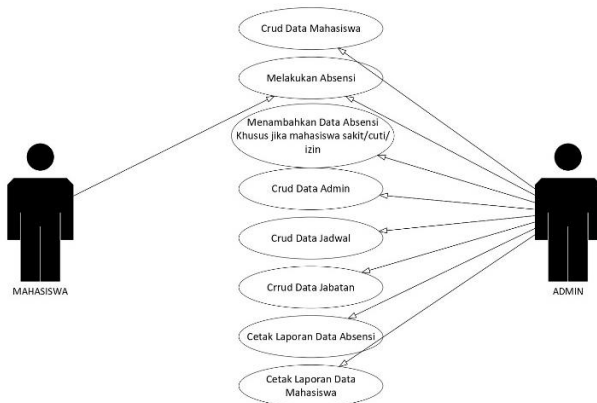 Crud Data Mahasiswa
Melakukan Absensi
Menambahkan Data Absensi
Khusus jika mahasiswa sakit/cuti/
izin
Crud Data Admin
Crud Data Jadwal
Crrud Data Jabatan
Cetak Laporan Data Absensi
Cetak Laporan Data
Mahasiswa
MAHASISWA
ADMIN